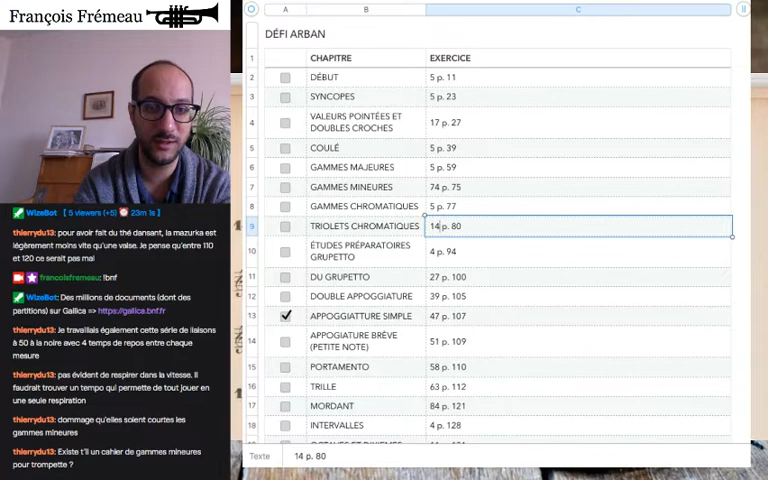 François Frémeau
WizeBot [ 5 viewers (+5) 23m 1s ]
thierrydu13: pour avoir fait du thé dansant, la mazurka est
légèrement moins vite qu'une valse. Je pense qu'entre 110
et 120 ce serait pas mal
francoisfremeau: !bnf
WizeBot: Des millions de documents (dont des
partitions) sur Gallica => https://gallica.bnf.fr
thierrydu13: Je travaillais également cette série de liaisons
à 50 à la noire avec 4 temps de repos entre chaque
mesure
thierrydu13: pas évident de respirer dans la vitesse. il
faudrait trouver un tempo qui permette de tout jouer en
une seule respiration
thierrydu13: dommage qu'elles soient courtes les
gammes mineures
thierrydu13: Existe t'il un cahier de gammes mineures
pour trompette ?
A B C
DÉFI ARBAN
1 CHAPITRE EXERCICE
2 DÉBUT 5 p. 11
3 SYNCOPES 5 p. 23
4 VALEURS POINTÉES ET DOUBLES CROCHES 17 p. 27
5 COULÉ 5 p. 39
6 GAMMES MAJEURES 5 p. 59
7 GAMMES MINEURES 74 p. 75
8 GAMMES CHROMATIQUES 5 p. 77
9 TRIOLETS CHROMATIQUES 14 p. 80
10 ÉTUDES PRÉPARATOIRES GRUPETTO 4 p. 94
11 DU GRUPETTO 27 p. 100
12 DOUBLE APPOGGIATURE 39 p. 105
13 APPOGGIATTURE SIMPLE 47 p. 107
14 APPOGIATURE BRÈVE (PETITE NOTE) 51 p. 109
15 PORTAMENTO 58 p. 110
16 TRILLE 63 p. 112
17 MORDANT 84 p. 121
18 INTERVALLES 4 p. 128
Texte 14 p. 80